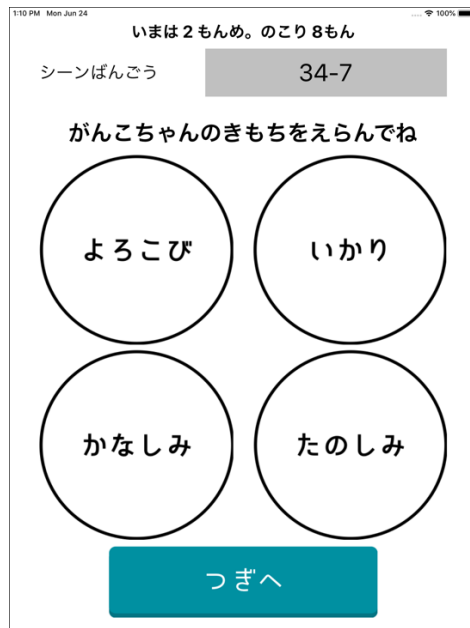 1:10 PM Mon Jun 24
100%
いまは 2 もんめ。のこり 8もん
シーンばんごう
34-7
がんこちゃんのきもちをえらんでね
よろこび
いかり
かなしみ
たのしみ
つぎへ